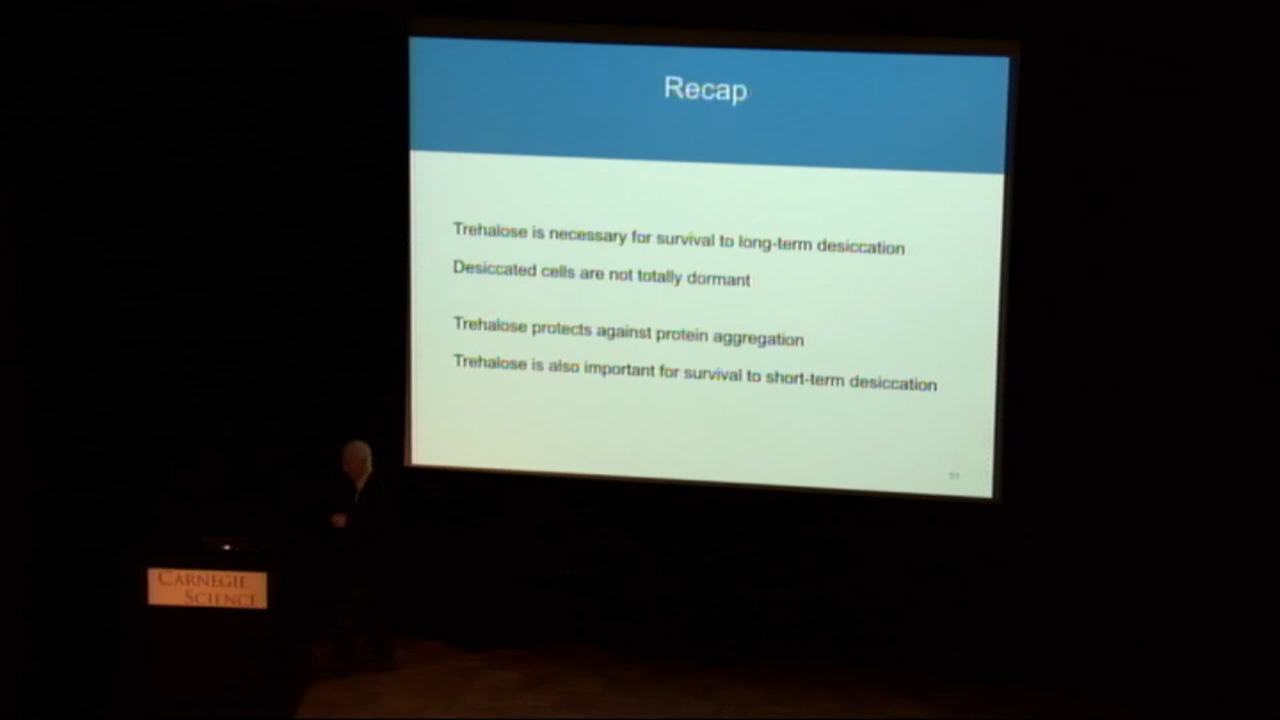 Recap
Trehalose is necessary for survival to long-term desiccation
Desiccated cells are not totally dormant
Trehalose protects against protein aggregation
Trehalose is also important for survival to short-term desiccation
CARNEGIE
SCIENCE